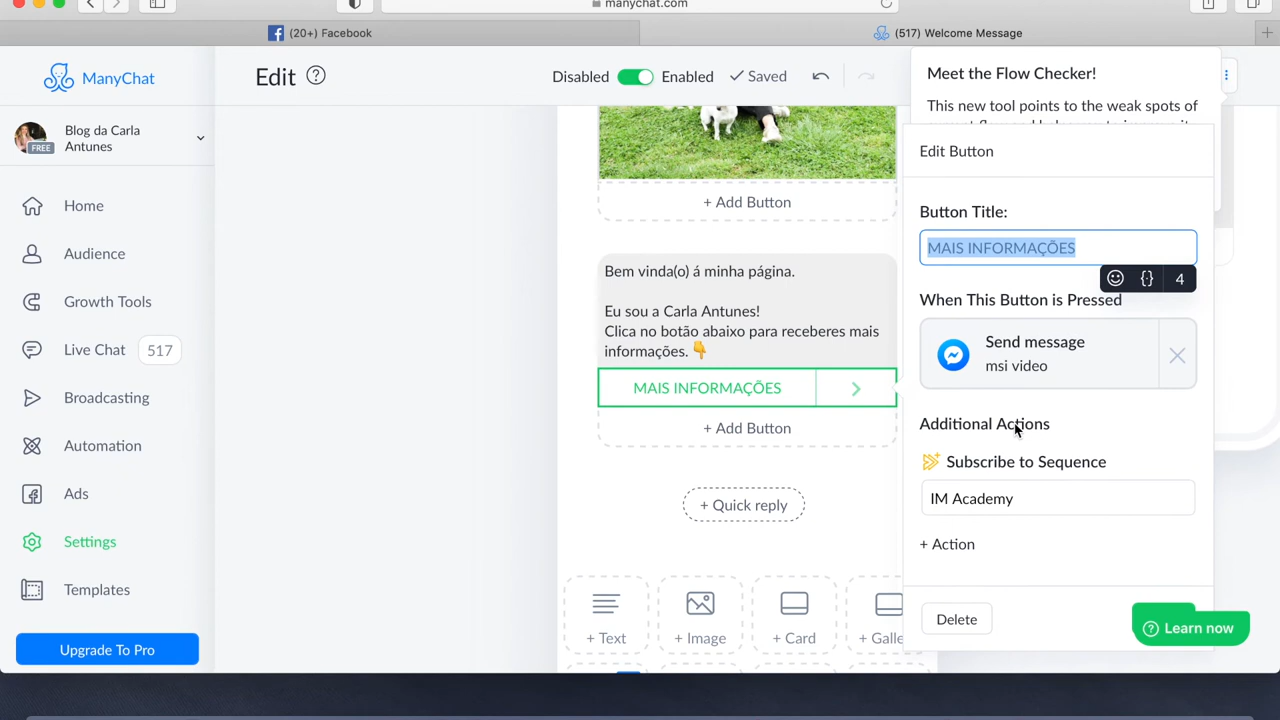 manychat.com
(20+) Facebook
(517) Welcome Message
ManyChat
Edit
Disabled
Enabled
Saved
Meet the Flow Checker!
This new tool points to the weak spots of
Blog da Carla
Antunes
FREE
Home
Audience
Growth Tools
Live Chat 517
Broadcasting
Automation
Ads
Settings
Templates
Upgrade To Pro
+ Add Button
Bem vinda(o) á minha página.
Eu sou a Carla Antunes!
Clica no botão abaixo para receberes mais
informações. 👇
MAIS INFORMAÇÕES
+ Add Button
+ Quick reply
+ Text
+ Image
+ Card
+ Galle
Edit Button
Button Title:
MAIS INFORMAÇÕES
4
When This Button is Pressed
Send message
msi video
Additional Actions
Subscribe to Sequence
IM Academy
+ Action
Delete
Learn now